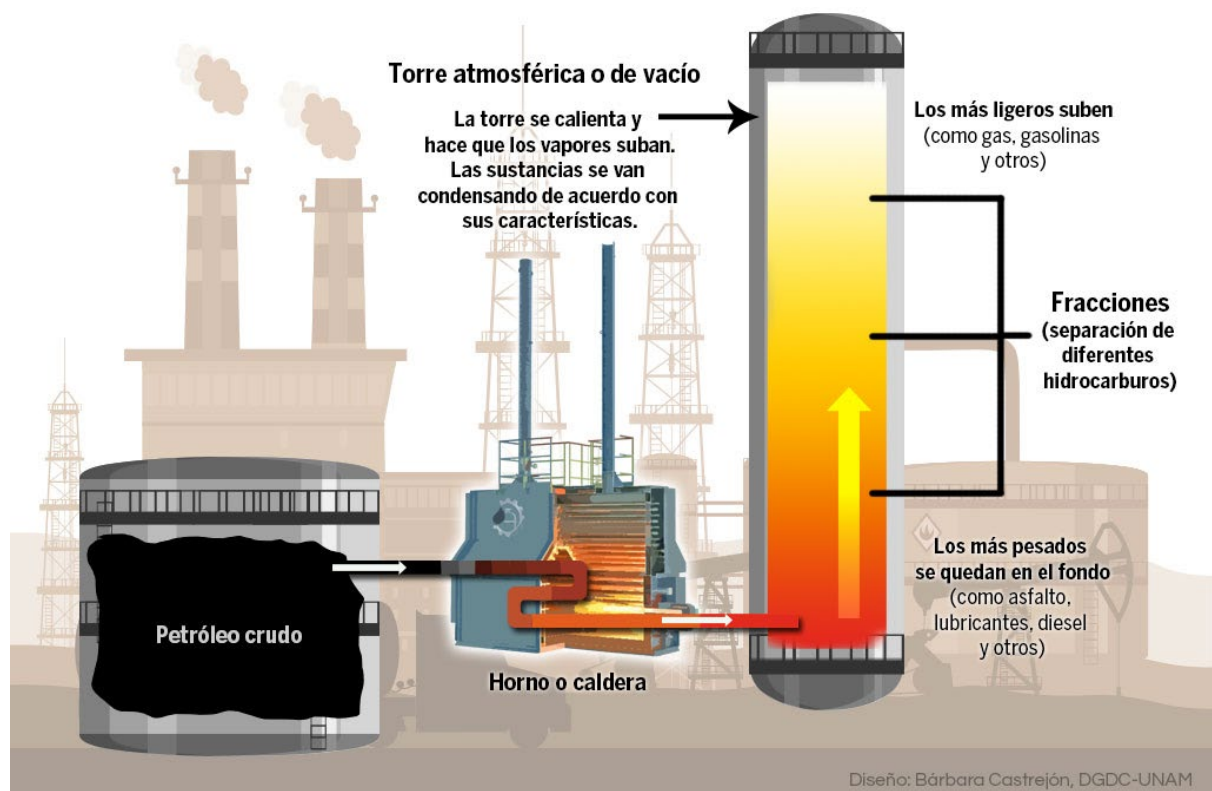 Torre atmosférica o de vacío
La torre se calienta y
hace que los vapores suban.
Las sustancias se van
condensando de acuerdo con
sus características.
Los más ligeros suben
(como gas, gasolinas
y otros)
Fracciones
(separación de
diferentes
hidrocarburos)
Los más pesados
se quedan en el fondo
(como asfalto,
lubricantes, diesel
y otros)
Petróleo crudo
Horno o caldera
Diseño: Bárbara Castrejón, DGDC-UNAM